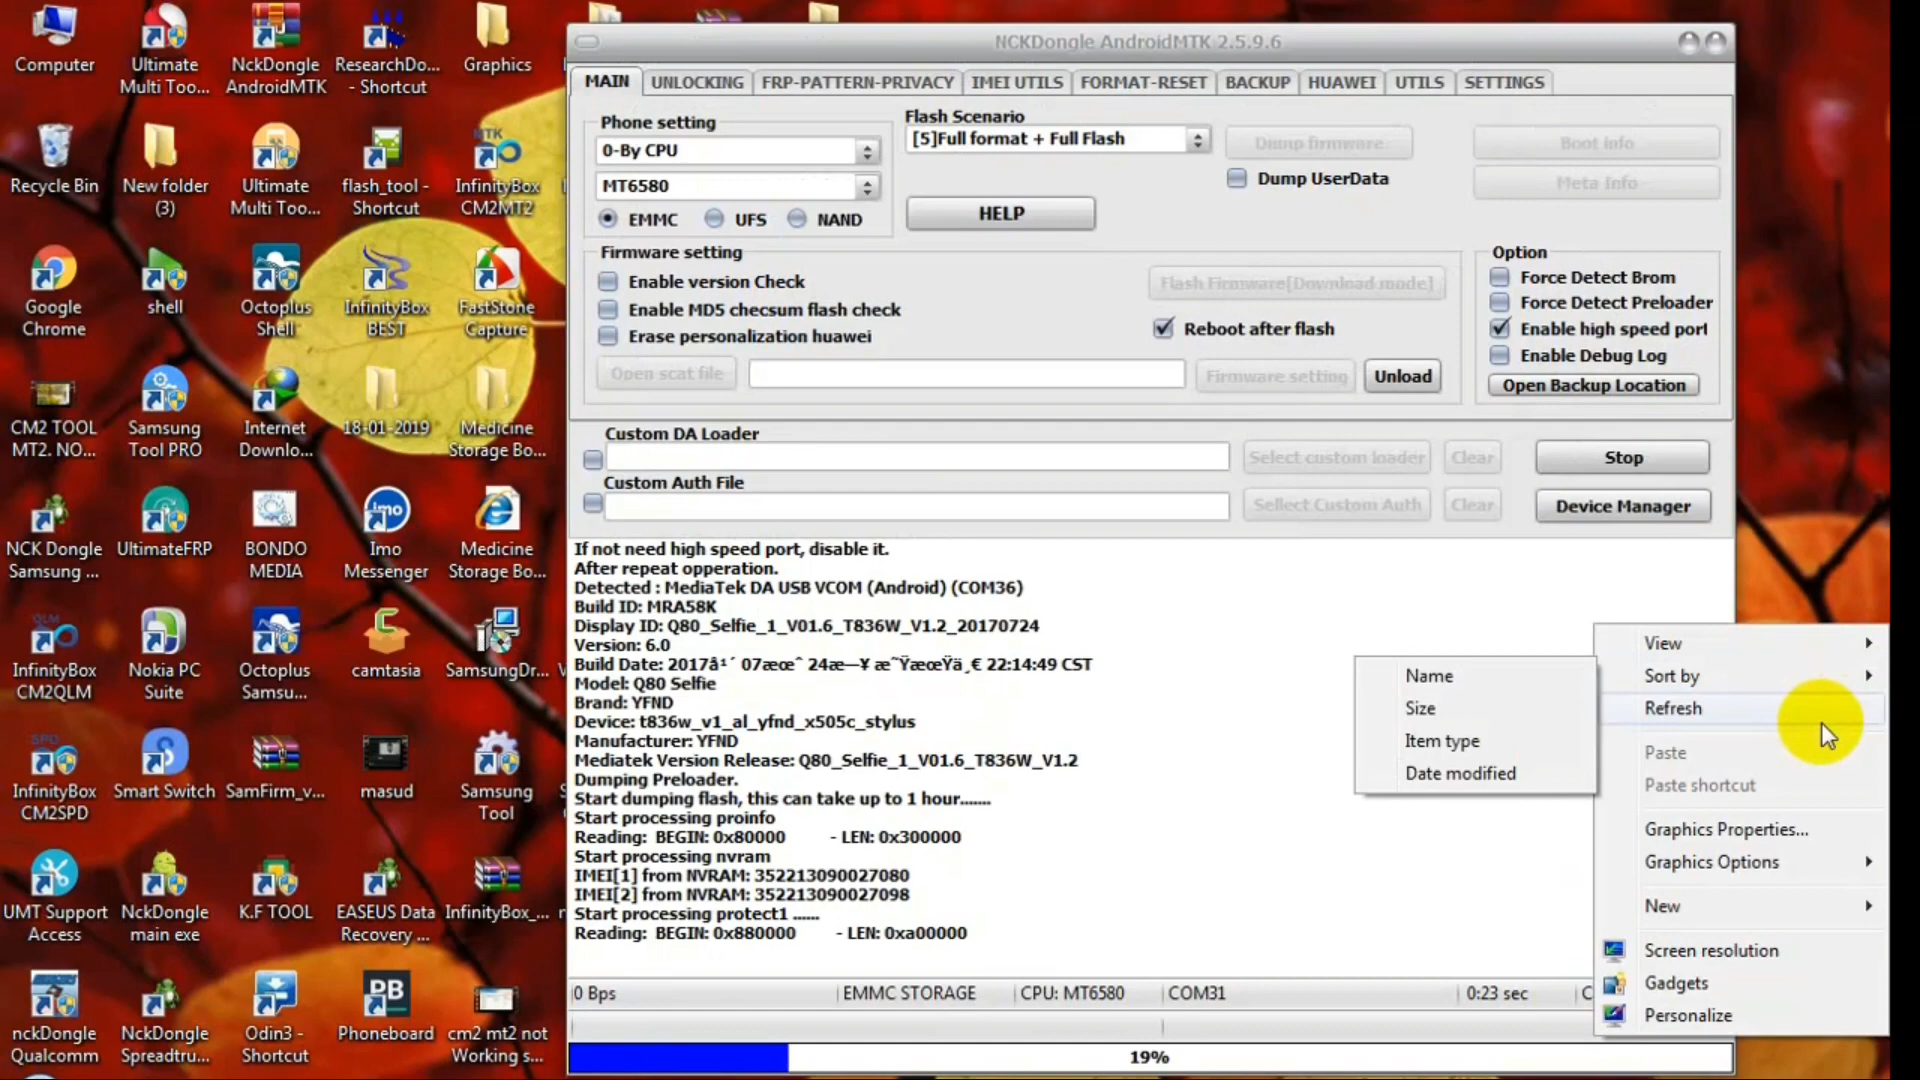 Computer
Ultimate
Multi Too...
NckDongle
AndroidMTK
ResearchDo...
- Shortcut
Graphics
Recycle Bin
New folder
(3)
Ultimate
Multi Too...
flash_tool -
Shortcut
MTK
InfinityBox
CM2MT2
Google
Chrome
shell
Octoplus
Shell
InfinityBox
BEST
FastStone
Capture
CM2 TOOL
MT2. NO...
Samsung
Tool PRO
Internet
Downlo...
18-01-2019
Medicine
Storage Bo...
NCK Dongle
Samsung ...
UltimateFRP
BONDO
MEDIA
imo
Imo
Messenger
Medicine
Storage Bo...
QLM
InfinityBox
CM2QLM
Nokia PC
Suite
Octoplus
Samsu...
camtasia
SamsungDr...
SPD
InfinityBox
CM2SPD
Smart Switch
SamFirm_v...
masud
Samsung
Tool
UMT Support
Access
NckDongle
main exe
K.F TOOL
EASEUS Data
Recovery ...
InfinityBox_...
nckDongle
Qualcomm
NckDongle
Spreadtru...
Odin3 -
Shortcut
PB
Phoneboard
cm2 mt2 not
Working s...
NCKDongle AndroidMTK 2.5.9.6
MAIN UNLOCKING FRP-PATTERN-PRIVACY IMEI UTILS FORMAT-RESET BACKUP HUAWEI UTILS SETTINGS
Phone setting
0-By CPU
MT6580
EMMC UFS NAND
Flash Scenario
[5]Full format + Full Flash
HELP
Dump firmware
Dump UserData
Boot info
Meta Info
Firmware setting
Enable version Check
Enable MD5 checsum flash check
Erase personalization huawei
Flash Firmware[Download mode]
Reboot after flash
Open scat file
Firmware setting
Unload
Option
Force Detect Brom
Force Detect Preloader
Enable high speed port
Enable Debug Log
Open Backup Location
Custom DA Loader
Select custom loader
Clear
Stop
Custom Auth File
Sellect Custom Auth
Clear
Device Manager
If not need high speed port, disable it.
After repeat opperation.
Detected : MediaTek DA USB VCOM (Android) (COM36)
Build ID: MRA58K
Display ID: Q80_Selfie_1_V01.6_T836W_V1.2_20170724
Version: 6.0
Build Date: 2017å¹´ 07æœˆ 24æ—¥ æ˜ŸæœŸä¸€ 22:14:49 CST
Model: Q80 Selfie
Brand: YFND
Device: t836w_v1_al_yfnd_x505c_stylus
Manufacturer: YFND
Mediatek Version Release: Q80_Selfie_1_V01.6_T836W_V1.2
Dumping Preloader.
Start dumping flash, this can take up to 1 hour.......
Start processing proinfo
Reading: BEGIN: 0x80000 - LEN: 0x300000
Start processing nvram
IMEI[1] from NVRAM: 352213090027080
IMEI[2] from NVRAM: 352213090027098
Start processing protect1 ......
Reading: BEGIN: 0x880000 - LEN: 0xa00000
0 Bps EMMC STORAGE CPU: MT6580 COM31 0:23 sec C
19%
Name
Size
Item type
Date modified
View
Sort by
Refresh
Paste
Paste shortcut
Graphics Properties...
Graphics Options
New
Screen resolution
Gadgets
Personalize